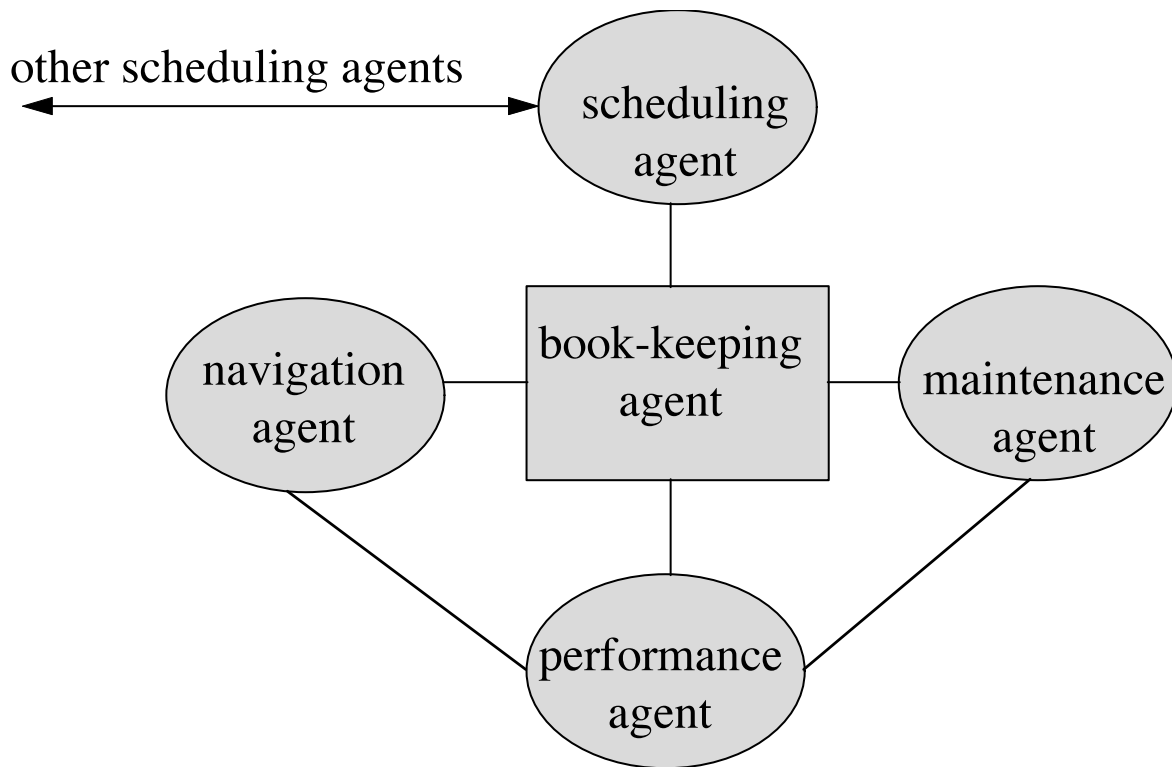 other scheduling agents
scheduling
agent
book-keeping
agent
navigation
agent
maintenance
agent
performance
agent